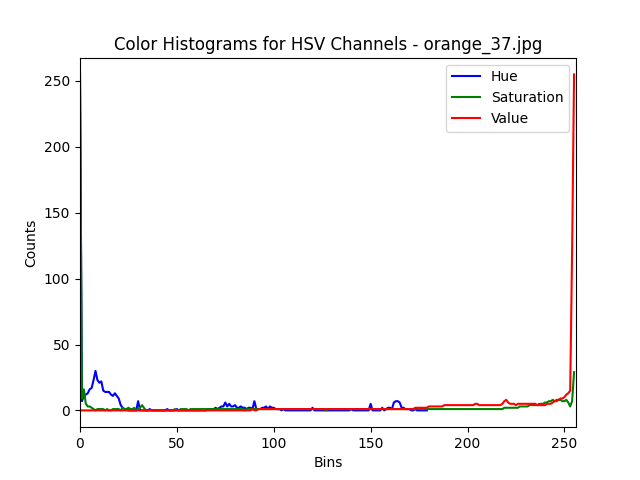 Color Histograms for HSV Channels - orange_37.jpg
Hue
Saturation
Value
Counts
250
200
150
100
50
0
0 50 100 150 200 250
Bins